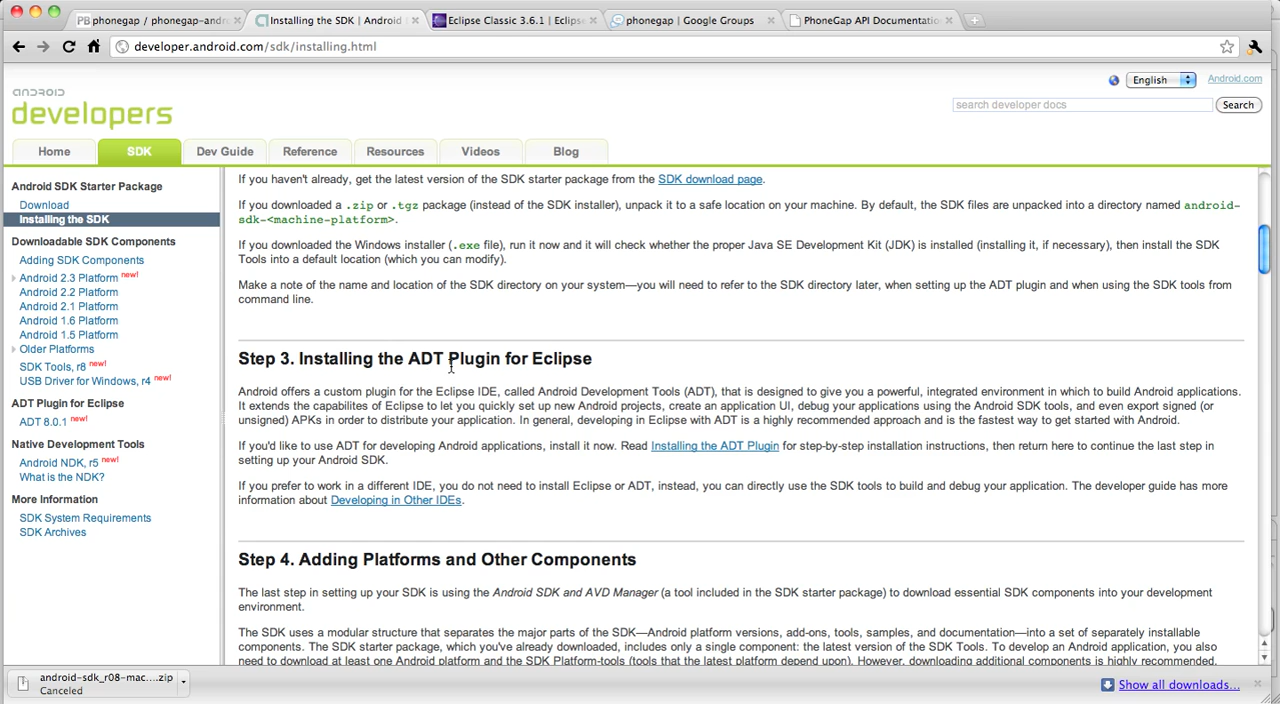 phonegap / phonegap-andr
Installing the SDK | Android
Eclipse Classic 3.6.1 | Eclips
phonegap | Google Groups
PhoneGap API Documentatio
developer.android.com/sdk/installing.html
English
Android.com
ANDROID
developers
search developer docs
Search
Home
SDK
Dev Guide
Reference
Resources
Videos
Blog
Android SDK Starter Package
Download
Installing the SDK
Downloadable SDK Components
Adding SDK Components
Android 2.3 Platform new!
Android 2.2 Platform
Android 2.1 Platform
Android 1.6 Platform
Android 1.5 Platform
Older Platforms
SDK Tools, r8 new!
USB Driver for Windows, r4 new!
ADT Plugin for Eclipse
ADT 8.0.1 new!
Native Development Tools
Android NDK, r5 new!
What is the NDK?
More Information
SDK System Requirements
SDK Archives
If you haven't already, get the latest version of the SDK starter package from the SDK download page.
If you downloaded a .zip or .tgz package (instead of the SDK installer), unpack it to a safe location on your machine. By default, the SDK files are unpacked into a directory named android-
sdk-<machine-platform>.
If you downloaded the Windows installer (.exe file), run it now and it will check whether the proper Java SE Development Kit (JDK) is installed (installing it, if necessary), then install the SDK
Tools into a default location (which you can modify).
Make a note of the name and location of the SDK directory on your system—you will need to refer to the SDK directory later, when setting up the ADT plugin and when using the SDK tools from
command line.
Step 3. Installing the ADT Plugin for Eclipse
Android offers a custom plugin for the Eclipse IDE, called Android Development Tools (ADT), that is designed to give you a powerful, integrated environment in which to build Android applications.
It extends the capabilites of Eclipse to let you quickly set up new Android projects, create an application UI, debug your applications using the Android SDK tools, and even export signed (or
unsigned) APKs in order to distribute your application. In general, developing in Eclipse with ADT is a highly recommended approach and is the fastest way to get started with Android.
If you'd like to use ADT for developing Android applications, install it now. Read Installing the ADT Plugin for step-by-step installation instructions, then return here to continue the last step in
setting up your Android SDK.
If you prefer to work in a different IDE, you do not need to install Eclipse or ADT, instead, you can directly use the SDK tools to build and debug your application. The developer guide has more
information about Developing in Other IDEs.
Step 4. Adding Platforms and Other Components
The last step in setting up your SDK is using the Android SDK and AVD Manager (a tool included in the SDK starter package) to download essential SDK components into your development
environment.
The SDK uses a modular structure that separates the major parts of the SDK—Android platform versions, add-ons, tools, samples, and documentation—into a set of separately installable
components. The SDK starter package, which you've already downloaded, includes only a single component: the latest version of the SDK Tools. To develop an Android application, you also
need to download at least one Android platform and the SDK Platform-tools (tools that the latest platform depend upon). However, downloading additional components is highly recommended.
android-sdk_r08-mac....zip
Canceled
Show all downloads...